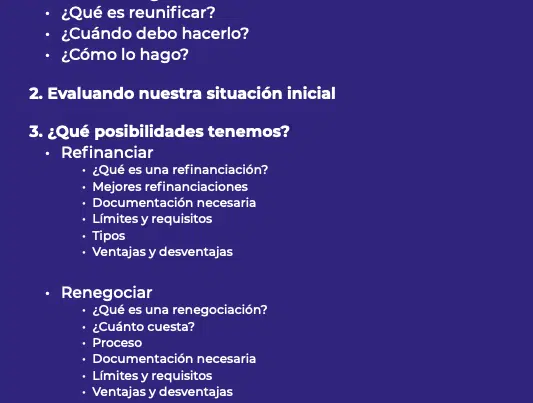 • ¿Qué es reunificar?
• ¿Cuándo debo hacerlo?
• ¿Cómo lo hago?
2. Evaluando nuestra situación inicial
3. ¿Qué posibilidades tenemos?
• Refinanciar
• ¿Qué es una refinanciación?
• Mejores refinanciaciones
• Documentación necesaria
• Límites y requisitos
• Tipos
• Ventajas y desventajas
• Renegociar
• ¿Qué es una renegociación?
• ¿Cuánto cuesta?
• Proceso
• Documentación necesaria
• Límites y requisitos
• Ventajas y desventajas